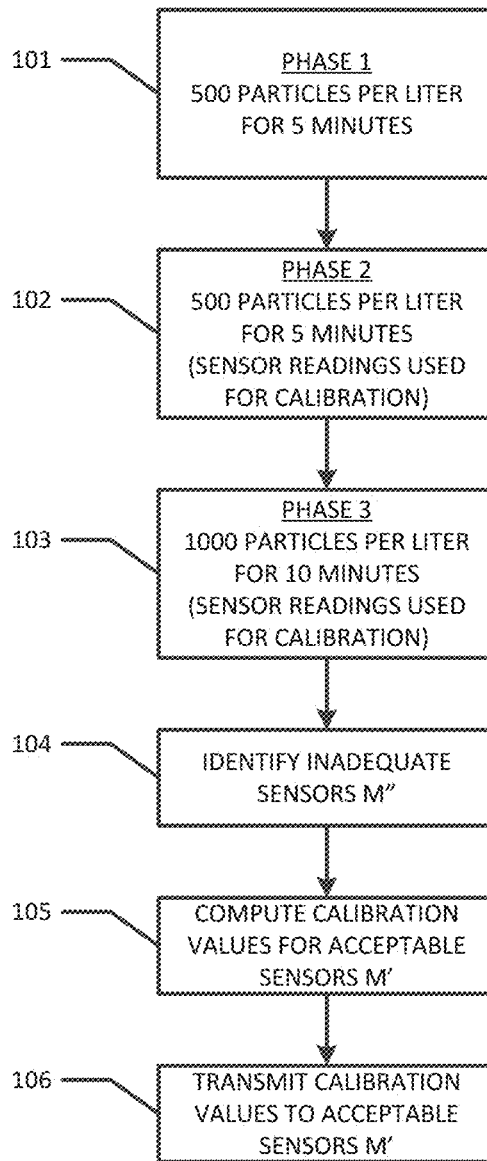 101
PHASE 1
500 PARTICLES PER LITER
FOR 5 MINUTES
102
PHASE 2
500 PARTICLES PER LITER
FOR 5 MINUTES
(SENSOR READINGS USED
FOR CALIBRATION)
103
PHASE 3
1000 PARTICLES PER LITER
FOR 10 MINUTES
(SENSOR READINGS USED
FOR CALIBRATION)
104
IDENTIFY INADEQUATE
SENSORS M″
105
COMPUTE CALIBRATION
VALUES FOR ACCEPTABLE
SENSORS M′
106
TRANSMIT CALIBRATION
VALUES TO ACCEPTABLE
SENSORS M′